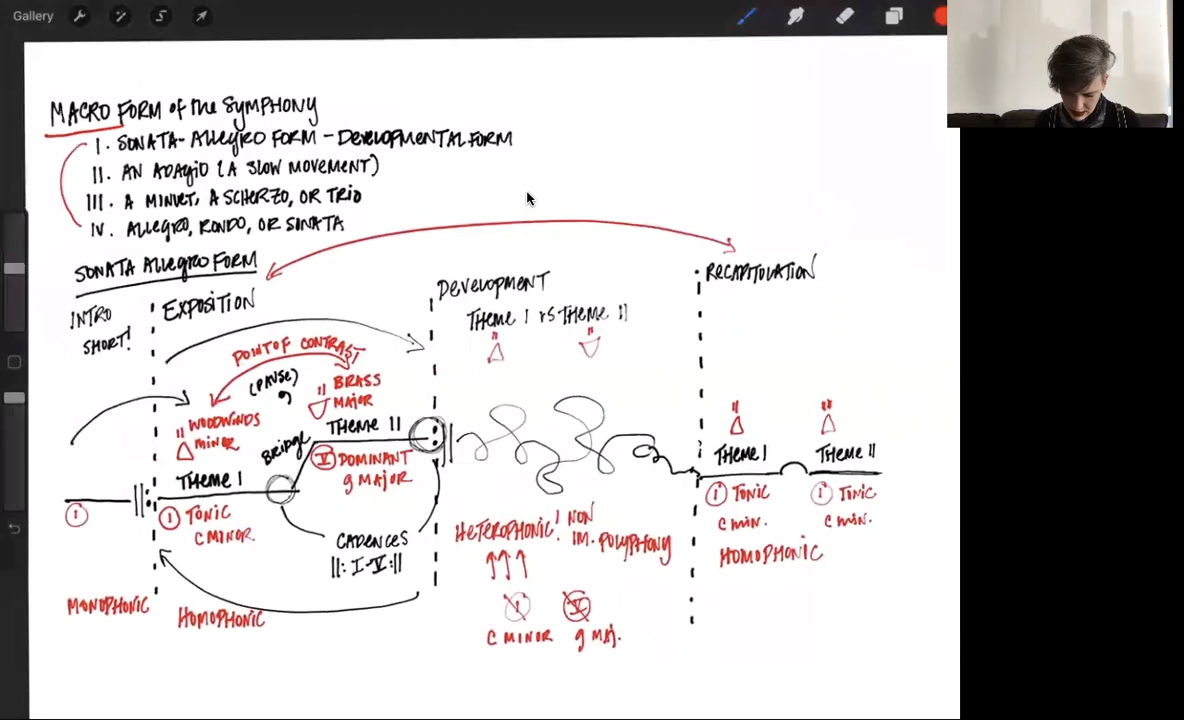 Gallery
MACRO FORM of the SYMPHONY
I. SONATA-Allegro FORM - DEVELOPMENTAL FORM
II. AN ADAGIO (A SLOW MOVEMENT)
III. A MINUET, A SCHERZO, OR TRIO
IV. Allegro, RONDO, OR SONATA
SONATA Allegro FORM
INTRO
SHORT!
EXPOSITION
POINT OF CONTRAST
(PAUSE)
WOODWINDS
MINOR
BRASS
MAJOR
THEME I
Bridge
THEME II
i
i TONIC
C MINOR.
V DOMINANT
g MAJOR
CADENCES
||: I-V :||
MONOPHONIC
HOMOPHONIC
DEVELOPMENT
THEME I VS THEME II
HETEROPHONIC! NON
IM. POLYPHONY
i V
C MINOR g MAJ.
RECAPITULATION
THEME I THEME II
i TONIC i TONIC
C MIN. C MIN.
HOMOPHONIC